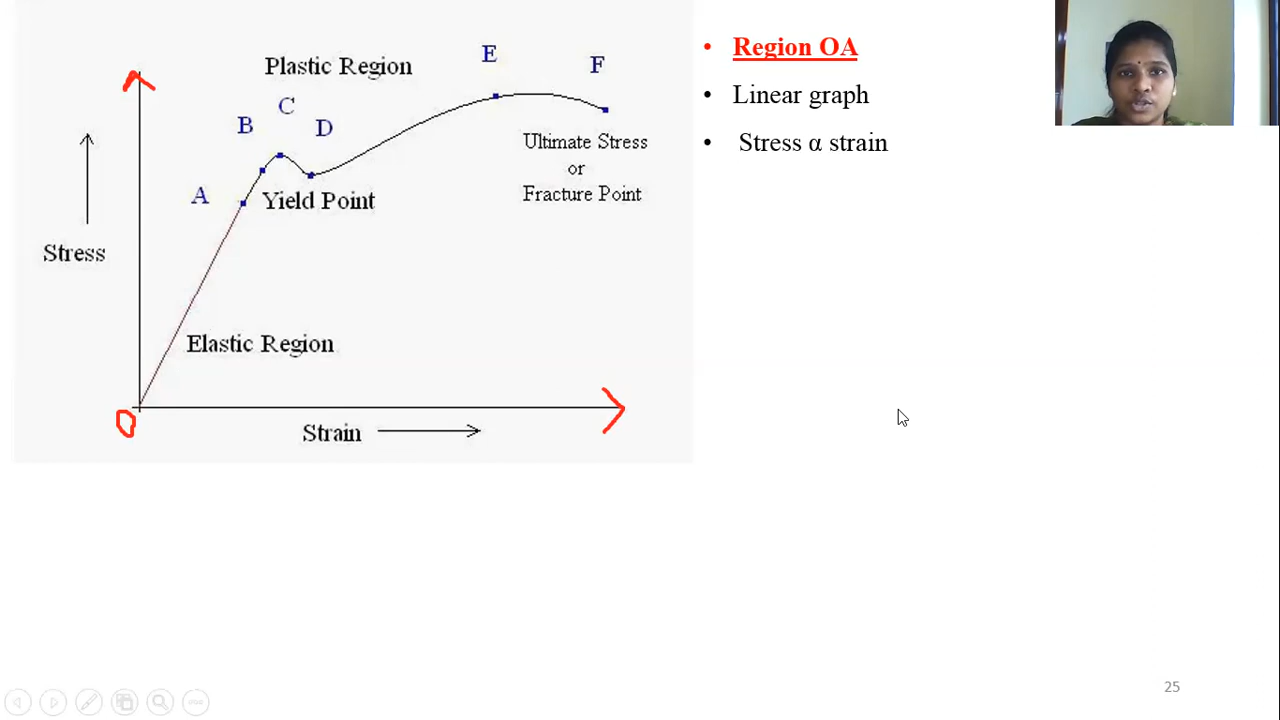 Plastic Region
E
F
C
B
D
A
Yield Point
Ultimate Stress
or
Fracture Point
Stress
Elastic Region
O
Strain
• Region OA
• Linear graph
• Stress α strain
25